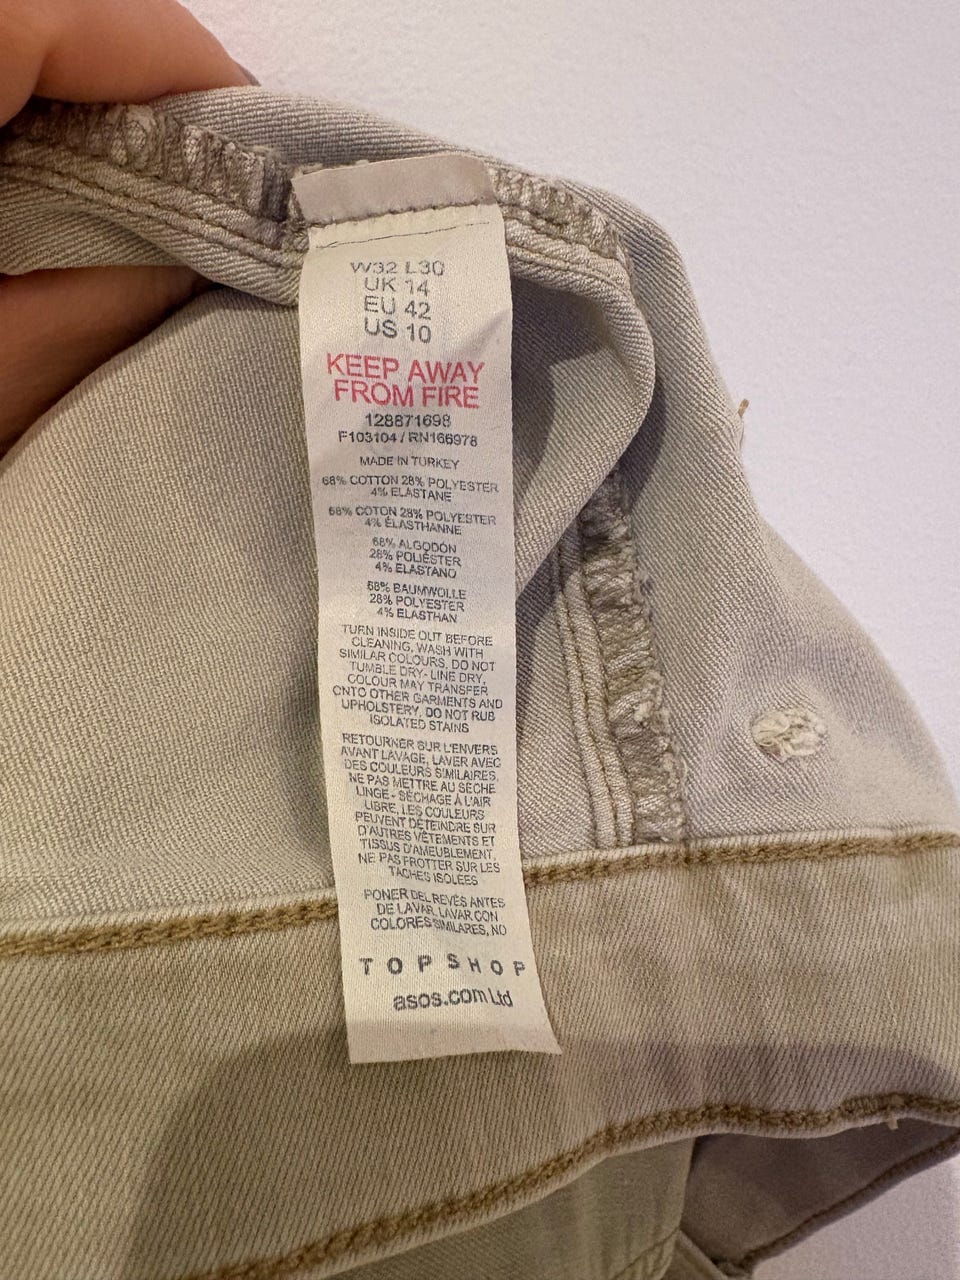 W32 L30
UK 14
EU 42
US 10
KEEP AWAY
FROM FIRE
128871698
F103104 / RN166978
MADE IN TURKEY
68% COTTON 28% POLYESTER
4% ELASTANE
68% COTON 28% POLYESTER
4% ÉLASTHANNE
68% ALGODÓN
28% POLIÉSTER
4% ELASTANO
68% BAUMWOLLE
28% POLYESTER
4% ELASTHAN
TURN INSIDE OUT BEFORE
CLEANING, WASH WITH
SIMILAR COLOURS, DO NOT
TUMBLE DRY- LINE DRY,
COLOUR MAY TRANSFER
ONTO OTHER GARMENTS AND
UPHOLSTERY, DO NOT RUB
ISOLATED STAINS
RETOURNER SUR L'ENVERS
AVANT LAVAGE, LAVER AVEC
DES COULEURS SIMILAIRES,
NE PAS METTRE AU SÈCHE
LINGE - SÉCHAGE À L'AIR
LIBRE, LES COULEURS
PEUVENT DÉTEINDRE SUR
D'AUTRES VÊTEMENTS ET
TISSUS D'AMEUBLEMENT,
NE PAS FROTTER SUR LES
TACHES ISOLÉES
PONER DEL REVÉS ANTES
DE LAVAR, LAVAR CON
COLORES SIMILARES, NO
TOPSHOP
asos.com Ltd